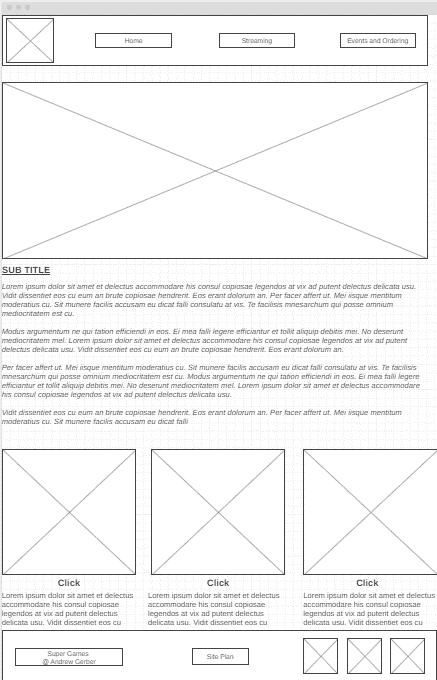 Home
Streaming
Events and Ordering
SUB TITLE
Lorem ipsum dolor sit amet et delectus accommodare his consul copiosae legendos at vix ad putent delectus delicata usu.
Vidit dissentiet eos cu eum an brute copiosae hendrerit. Eos erant dolorum an. Per facer affert ut. Mei iisque mentitum
moderatius cu. Sit munere facilis accusam eu dicat facilli consulatu at vis. Te facilisis mnesarchum qui posse omnium
mediocritatem est cu.
Modus argumentum ne qui tation efficiendi in eos. Ei mea falli legere efficiantur et tollit aliquip debitis mei. No deserunt
mediocritatem mel. Lorem ipsum dolor sit amet et delectus accommodare his consul copiosae legendos at vix ad putent
delectus delicata usu. Vidit dissentiet eos cu eum an brute copiosae hendrerit. Eos erant dolorum an.
Per facer affert ut. Mei iisque mentitum moderatius cu. Sit munere facilis accusam eu dicat falli consulatu at vis. Te facilisis
mnesarchum qui posse omnium mediocritatem est cu. Modus argumentum ne qui tation efficiendi in eos. Ei mea falli legere
efficiantur et tollit aliquip debitis mei. No deserunt mediocritatem mel. Lorem ipsum dolor sit amet et delectus accommodare
his consul copiosae legendos at vix ad putent delectus delicata usu.
Vidit dissentiet eos cu eum an brute copiosae hendrerit. Eos erant dolorum an. Per facer affert ut. Mei iisque mentitum
moderatius cu. Sit munere facilis accusam eu dicat falli
Click
Click
Click
Lorem ipsum dolor sit amet et delectus
accommodare his consul copiosae
legendos at vix ad putent delectus
delicata usu. Vidit dissentiet eos cu
Lorem ipsum dolor sit amet et delectus
accommodare his consul copiosae
legendos at vix ad putent delectus
delicata usu. Vidit dissentiet eos cu
Lorem ipsum dolor sit amet et delectus
accommodare his consul copiosae
legendos at vix ad putent delectus
delicata usu. Vidit dissentiet eos cu
Super Games
@ Andrew Gerber
Site Plan